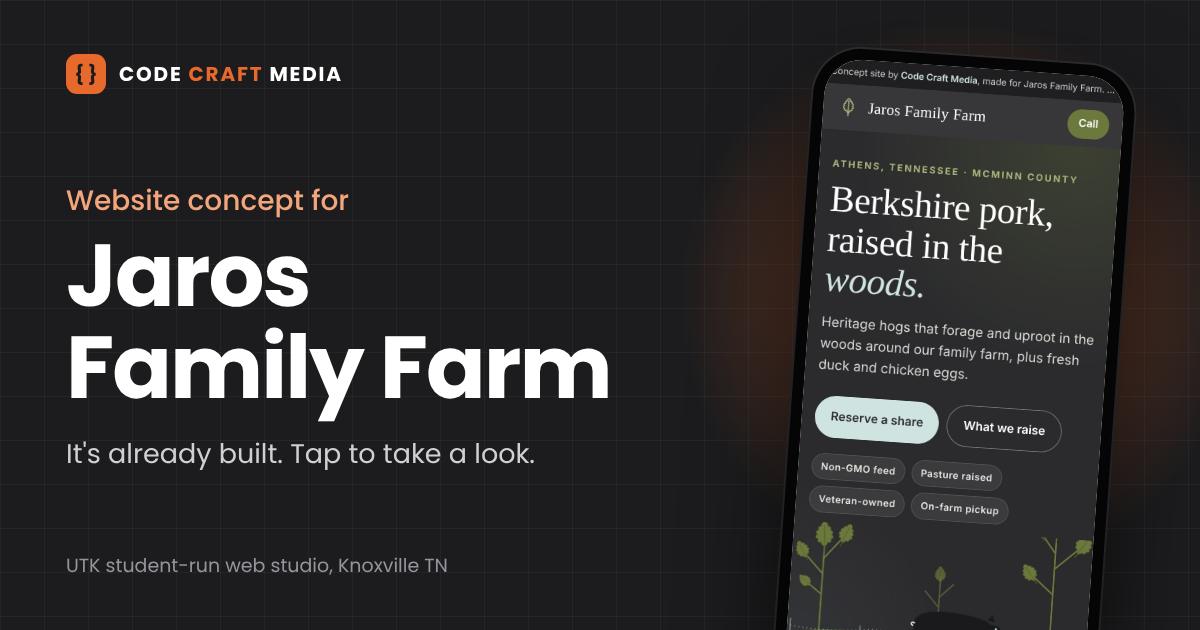 { } CODE CRAFT MEDIA
Website concept for
Jaros
Family Farm
It's already built. Tap to take a look.
UTK student-run web studio, Knoxville TN
oncept site by Code Craft Media, made for Jaros Family Farm. ...
Jaros Family Farm
Call
ATHENS, TENNESSEE · MCMINN COUNTY
Berkshire pork,
raised in the
woods.
Heritage hogs that forage and uproot in the
woods around our family farm, plus fresh
duck and chicken eggs.
Reserve a share
What we raise
Non-GMO feed
Pasture raised
Veteran-owned
On-farm pickup